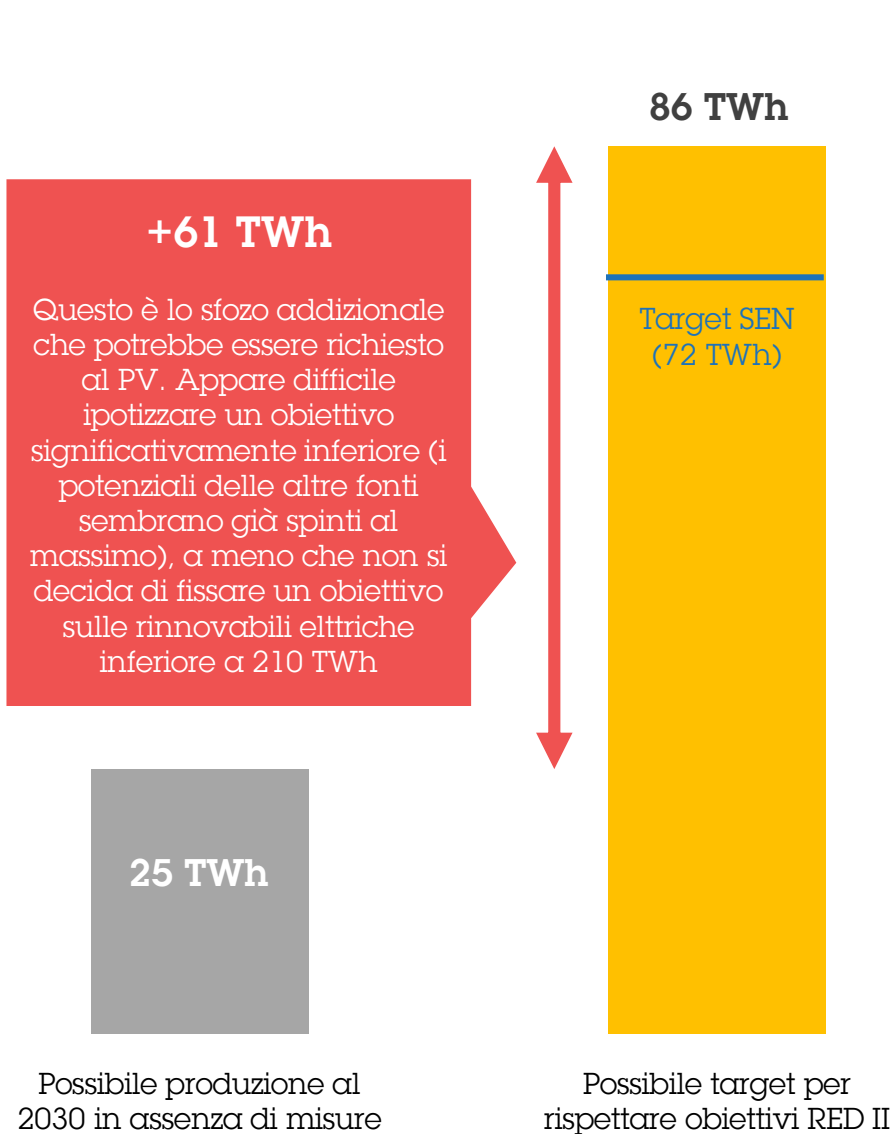 86 TWh
+61 TWh
Questo è lo sfozo addizionale
che potrebbe essere richiesto
al PV. Appare difficile
ipotizzare un obiettivo
significativamente inferiore (i
potenziali delle altre fonti
sembrano già spinti al
massimo), a meno che non si
decida di fissare un obiettivo
sulle rinnovabili elttriche
inferiore a 210 TWh
Target SEN
(72 TWh)
25 TWh
Possibile produzione al
2030 in assenza di misure
Possibile target per
rispettare obiettivi RED II